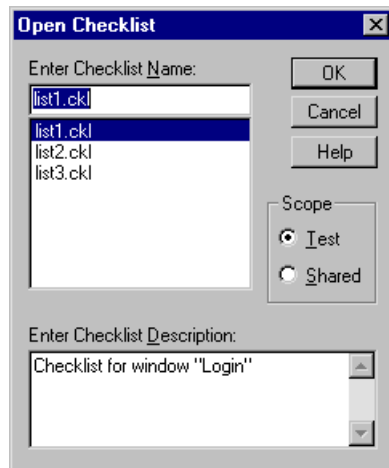 Open Checklist
Enter Checklist Name:
list1.ckl
list1.ckl
list2.ckl
list3.ckl
OK
Cancel
Help
Scope
Test
Shared
Enter Checklist Description:
Checklist for window "Login"